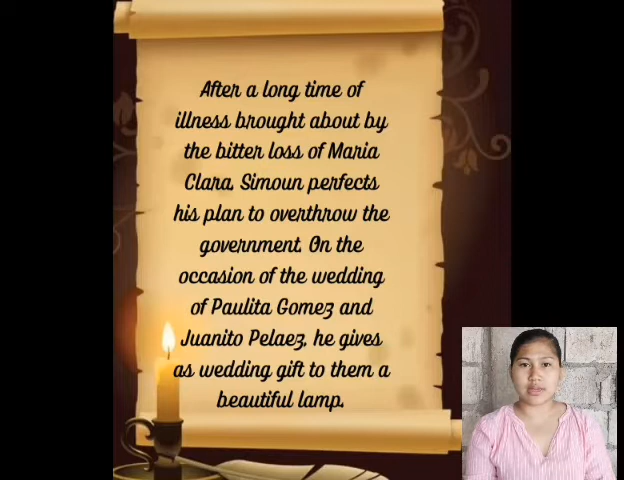 After a long time of
illness brought about by
the bitter loss of Maria
Clara, Simoun perfects
his plan to overthrow the
government. On the
occasion of the wedding
of Paulita Gomez and
Juanito Pelaez, he gives
as wedding gift to them a
beautiful lamp.